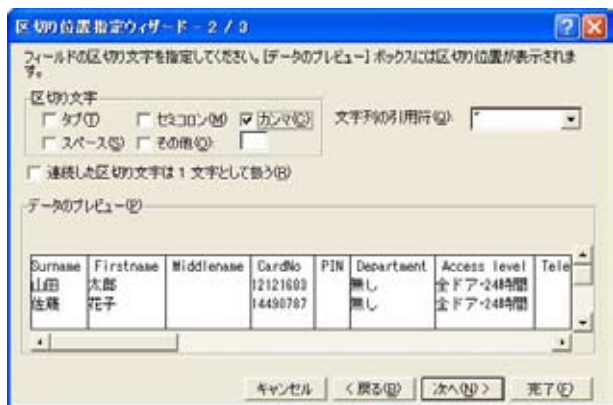 区切り位置指定ウィザード - 2 / 3
フィールドの区切り文字を指定してください。[データのプレビュー] ボックスには区切り位置が表示されます。
区切り文字
タブ(T) セミコロン(M) カンマ(C)
スペース(S) その他(O):
文字列の引用符(Q): "
連続した区切り文字は 1 文字として扱う(R)
データのプレビュー(P)
Surname Firstname Middlename CardNo PIN Department Access level Tele
山田 太郎 12121693 無し 全ドア・24時間
佐藤 花子 14490787 無し 全ドア・24時間
キャンセル < 戻る(B) 次へ(N) > 完了(F)